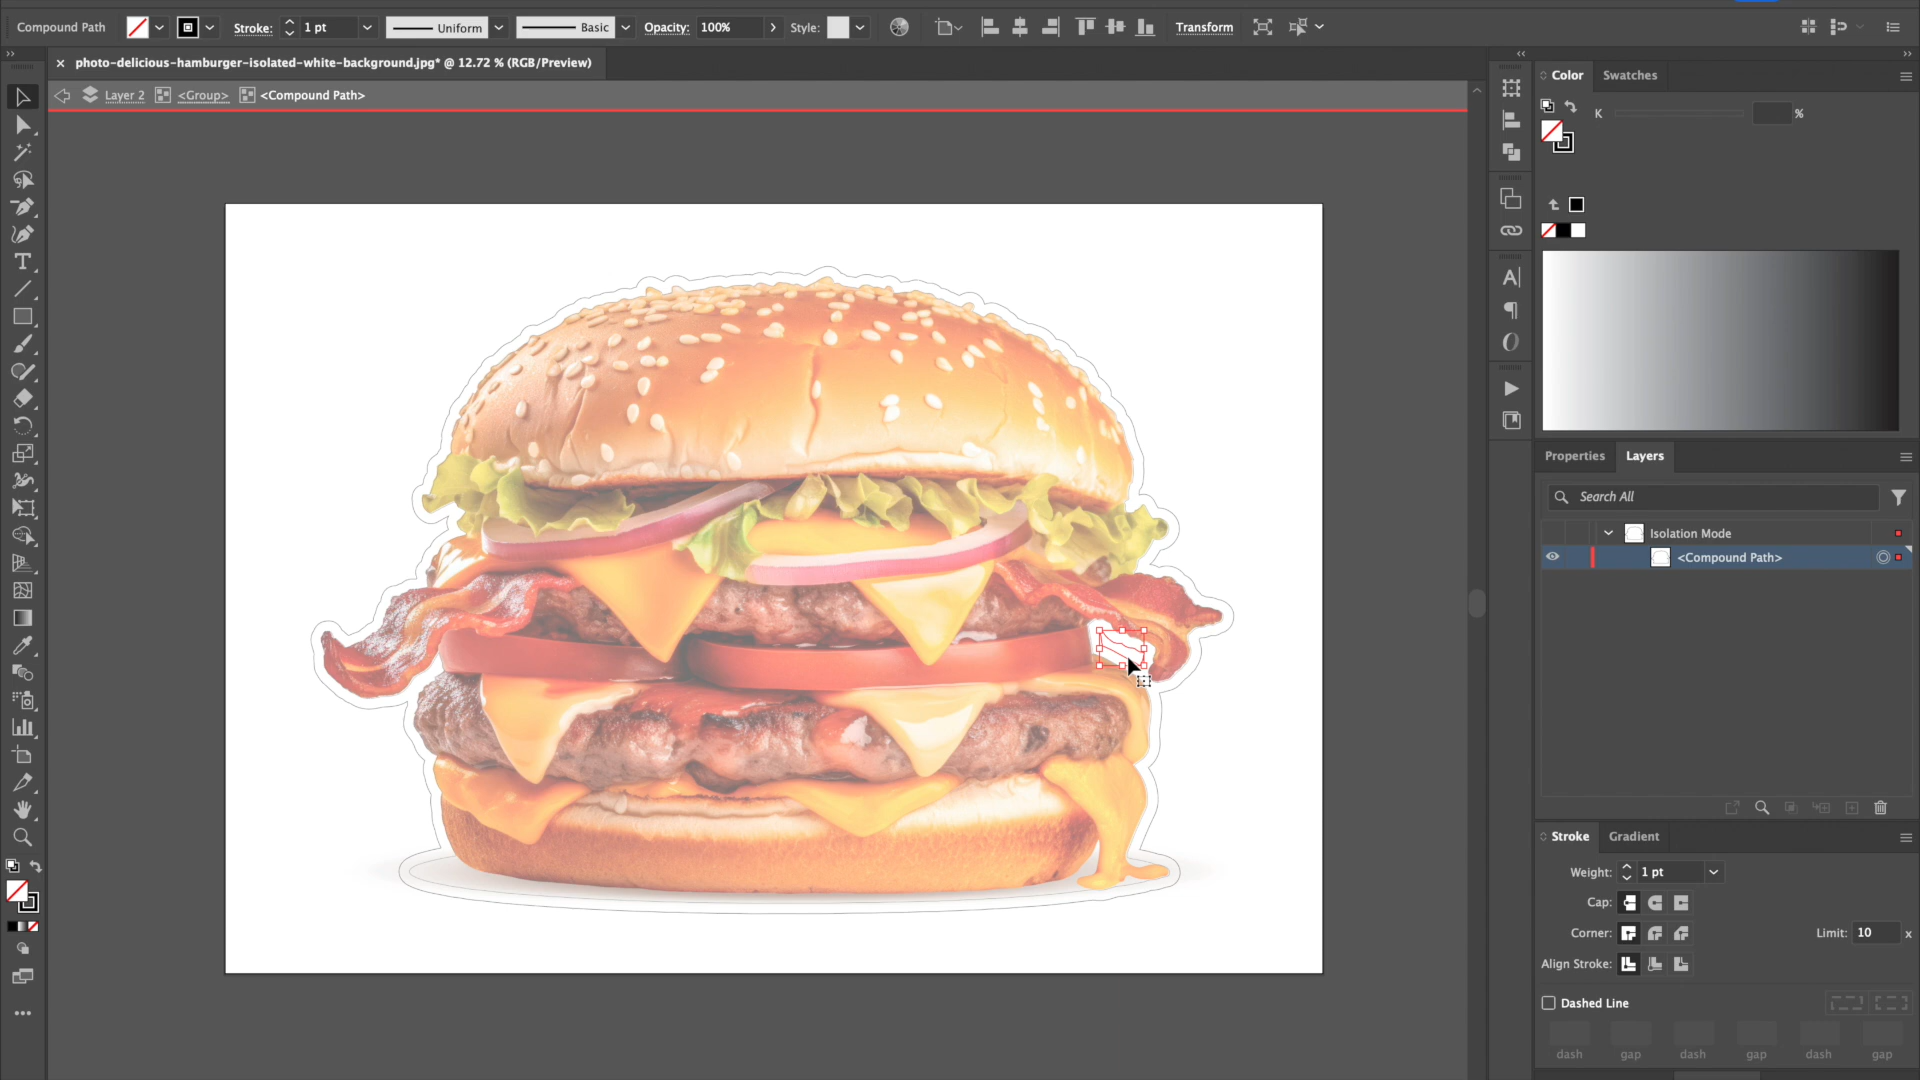 Compound Path
Stroke: 1 pt Uniform Basic Opacity: 100% Style: Transform
photo-delicious-hamburger-isolated-white-background.jpg* @ 12.72 % (RGB/Preview)
Layer 2 <Group> <Compound Path>
Color Swatches
K %
Properties Layers
Search All
Isolation Mode
<Compound Path>
Stroke Gradient
Weight: 1 pt
Cap:
Corner: Limit: 10 x
Align Stroke:
Dashed Line
dash gap dash gap dash gap